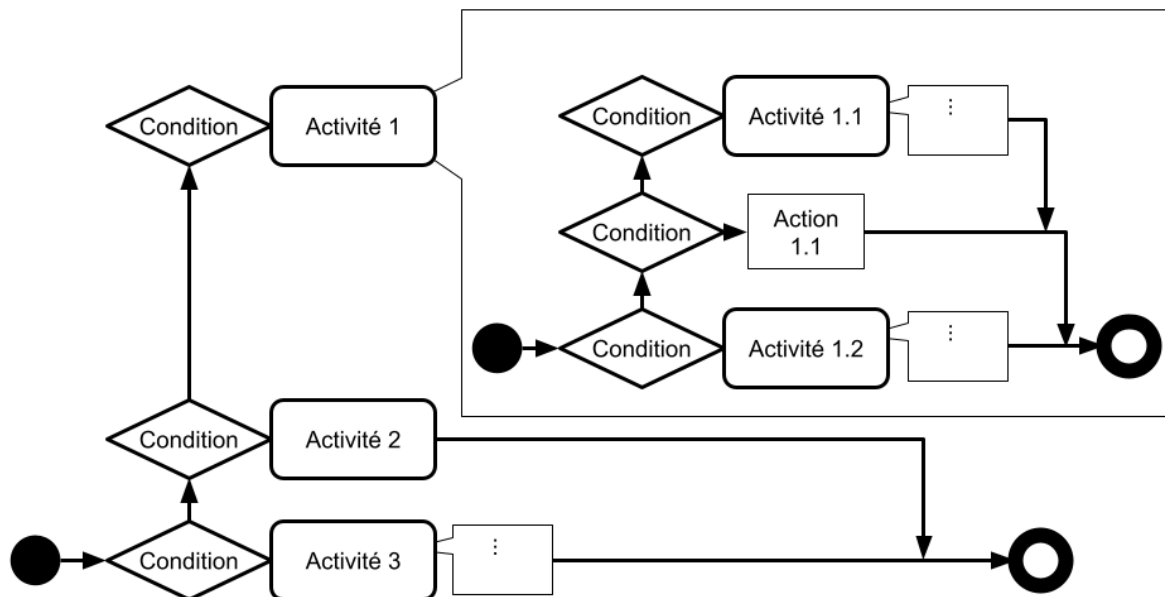 Condition
Activité 1
Condition
Activité 1.1
⋮
Condition
Action
1.1
Condition
Activité 1.2
⋮
Condition
Activité 2
Condition
Activité 3
⋮